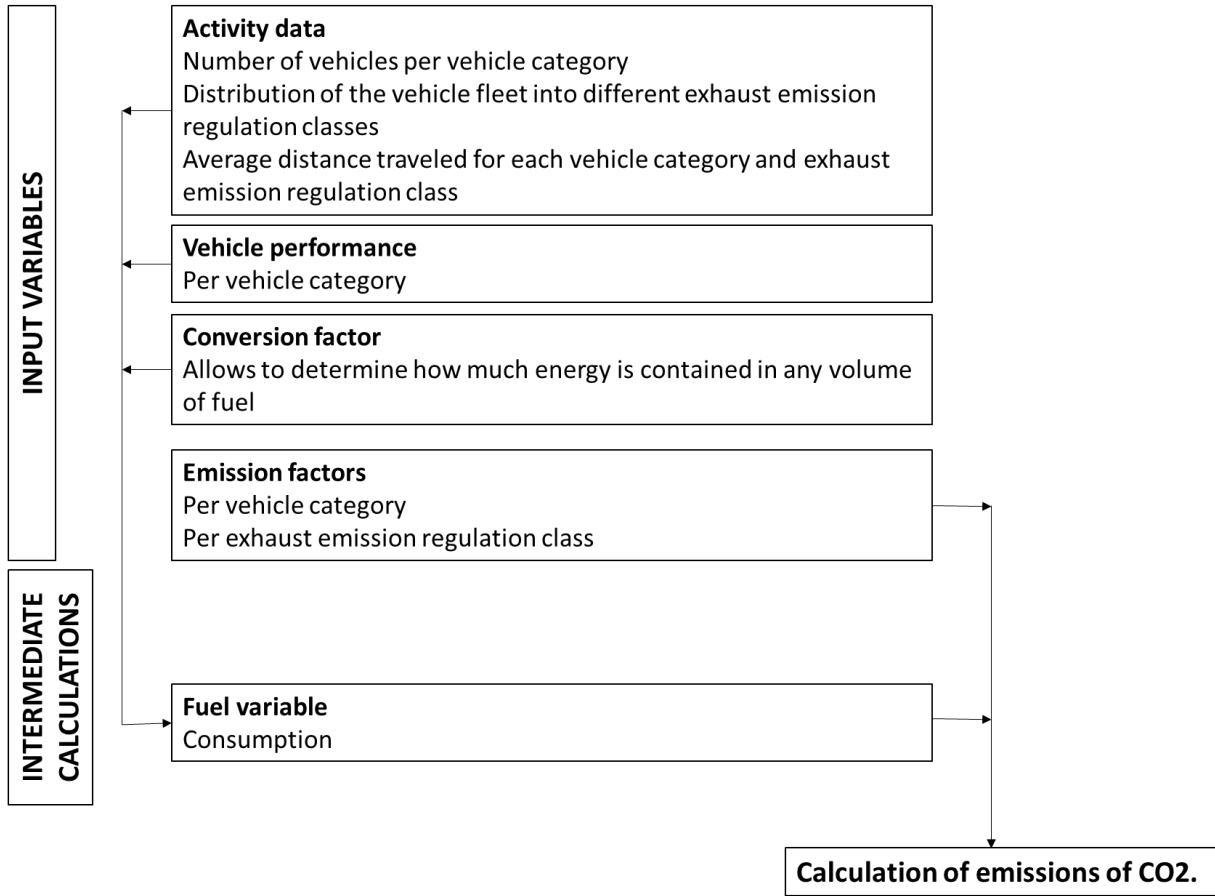 INPUT VARIABLES
Activity data
Number of vehicles per vehicle category
Distribution of the vehicle fleet into different exhaust emission
regulation classes
Average distance traveled for each vehicle category and exhaust
emission regulation class
Vehicle performance
Per vehicle category
Conversion factor
Allows to determine how much energy is contained in any volume
of fuel
Emission factors
Per vehicle category
Per exhaust emission regulation class
INTERMEDIATE
CALCULATIONS
Fuel variable
Consumption
Calculation of emissions of CO2.